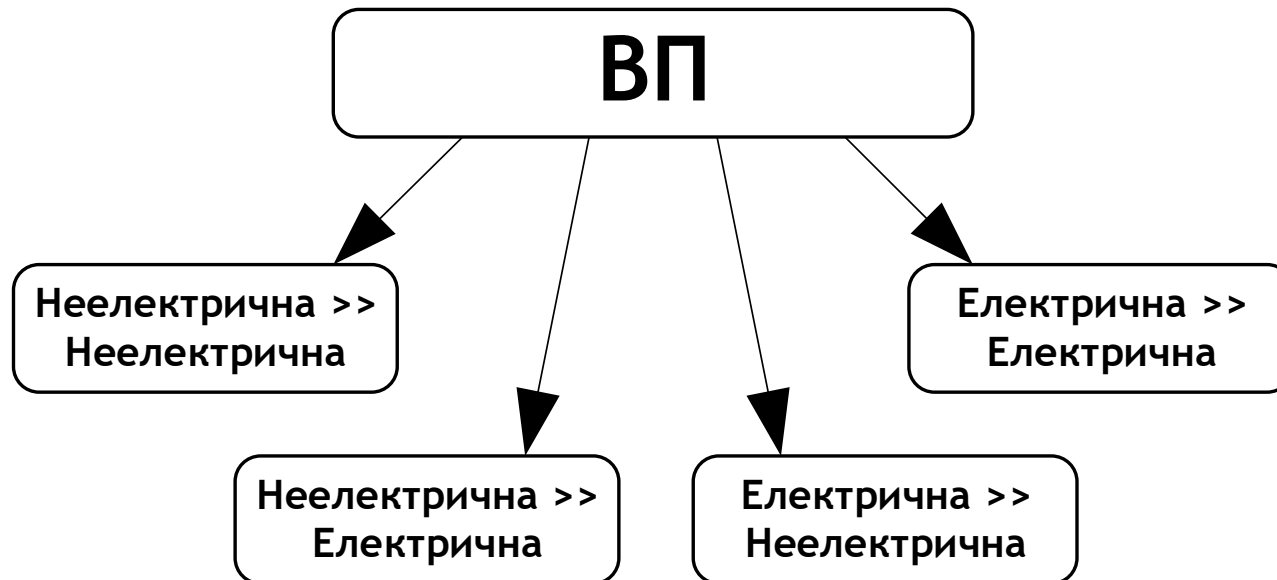 ВП
Неелектрична >>
Неелектрична
Електрична >>
Електрична
Неелектрична >>
Електрична
Електрична >>
Неелектрична